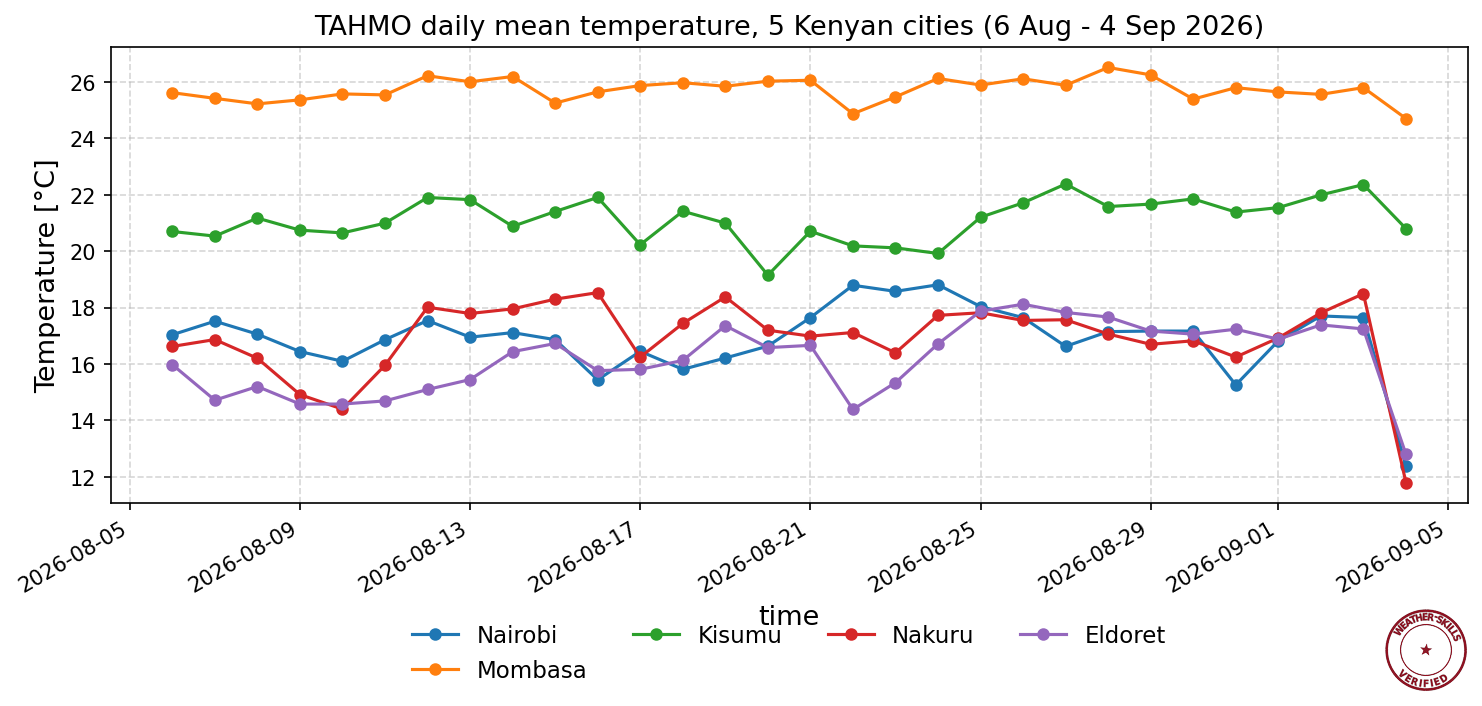 TAHMO daily mean temperature, 5 Kenyan cities (6 Aug - 4 Sep 2026)
Temperature [°C]
26
24
22
20
18
16
14
12
2026-08-05
2026-08-09
2026-08-13
2026-08-17
2026-08-21
2026-08-25
2026-08-29
2026-09-01
2026-09-05
time
Nairobi Kisumu Nakuru Eldoret
Mombasa
WEATHER-SKILLS
VERIFIED